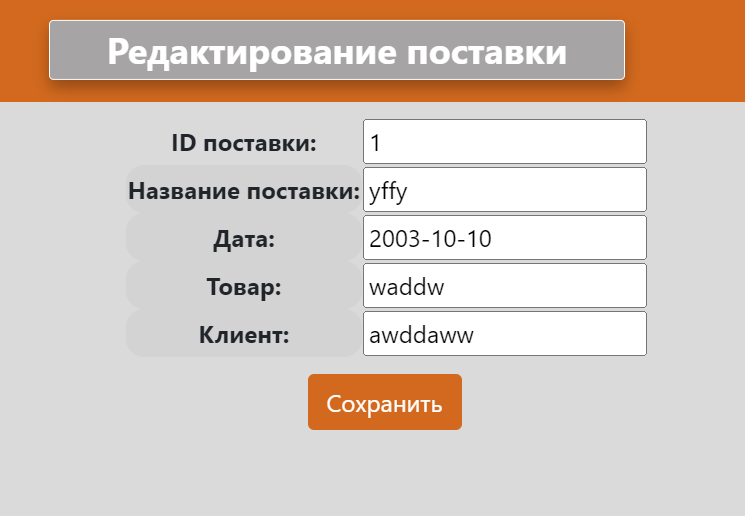 Редактирование поставки
ID поставки: 1
Название поставки: yffy
Дата: 2003-10-10
Товар: waddw
Клиент: awddaww
Сохранить